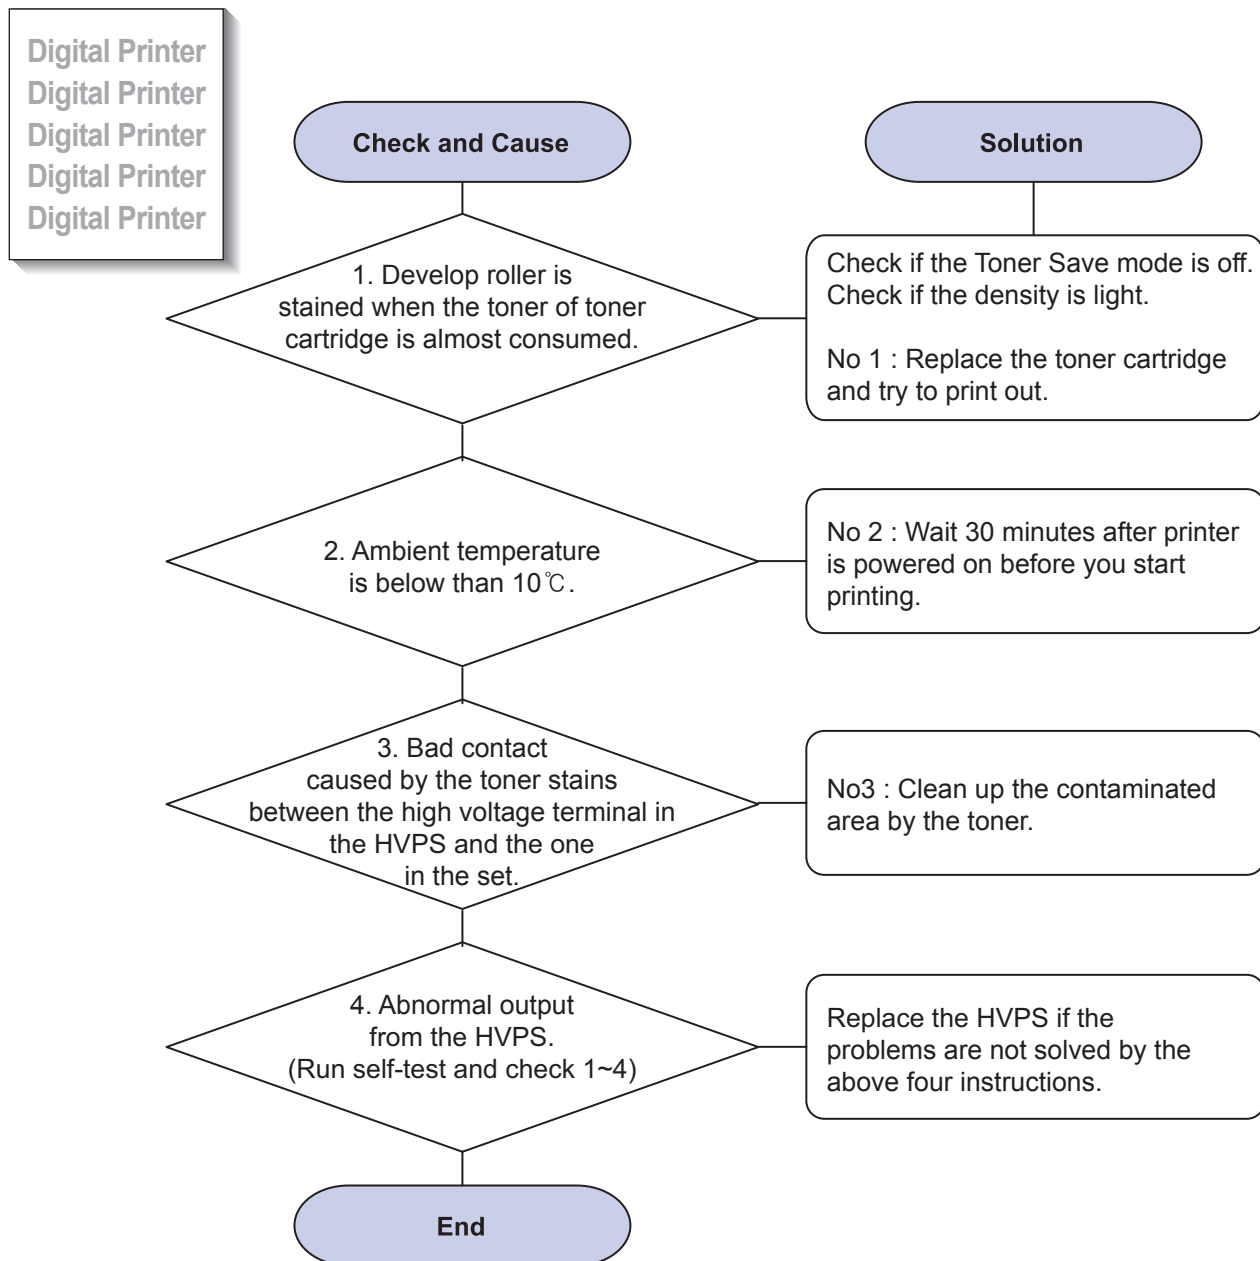 Digital Printer
Digital Printer
Digital Printer
Digital Printer
Digital Printer
Check and Cause
Solution
1. Develop roller is
stained when the toner of toner
cartridge is almost consumed.
Check if the Toner Save mode is off.
Check if the density is light.
No 1 : Replace the toner cartridge
and try to print out.
2. Ambient temperature
is below than 10℃.
No 2 : Wait 30 minutes after printer
is powered on before you start
printing.
3. Bad contact
caused by the toner stains
between the high voltage terminal in
the HVPS and the one
in the set.
No3 : Clean up the contaminated
area by the toner.
4. Abnormal output
from the HVPS.
(Run self-test and check 1~4)
Replace the HVPS if the
problems are not solved by the
above four instructions.
End